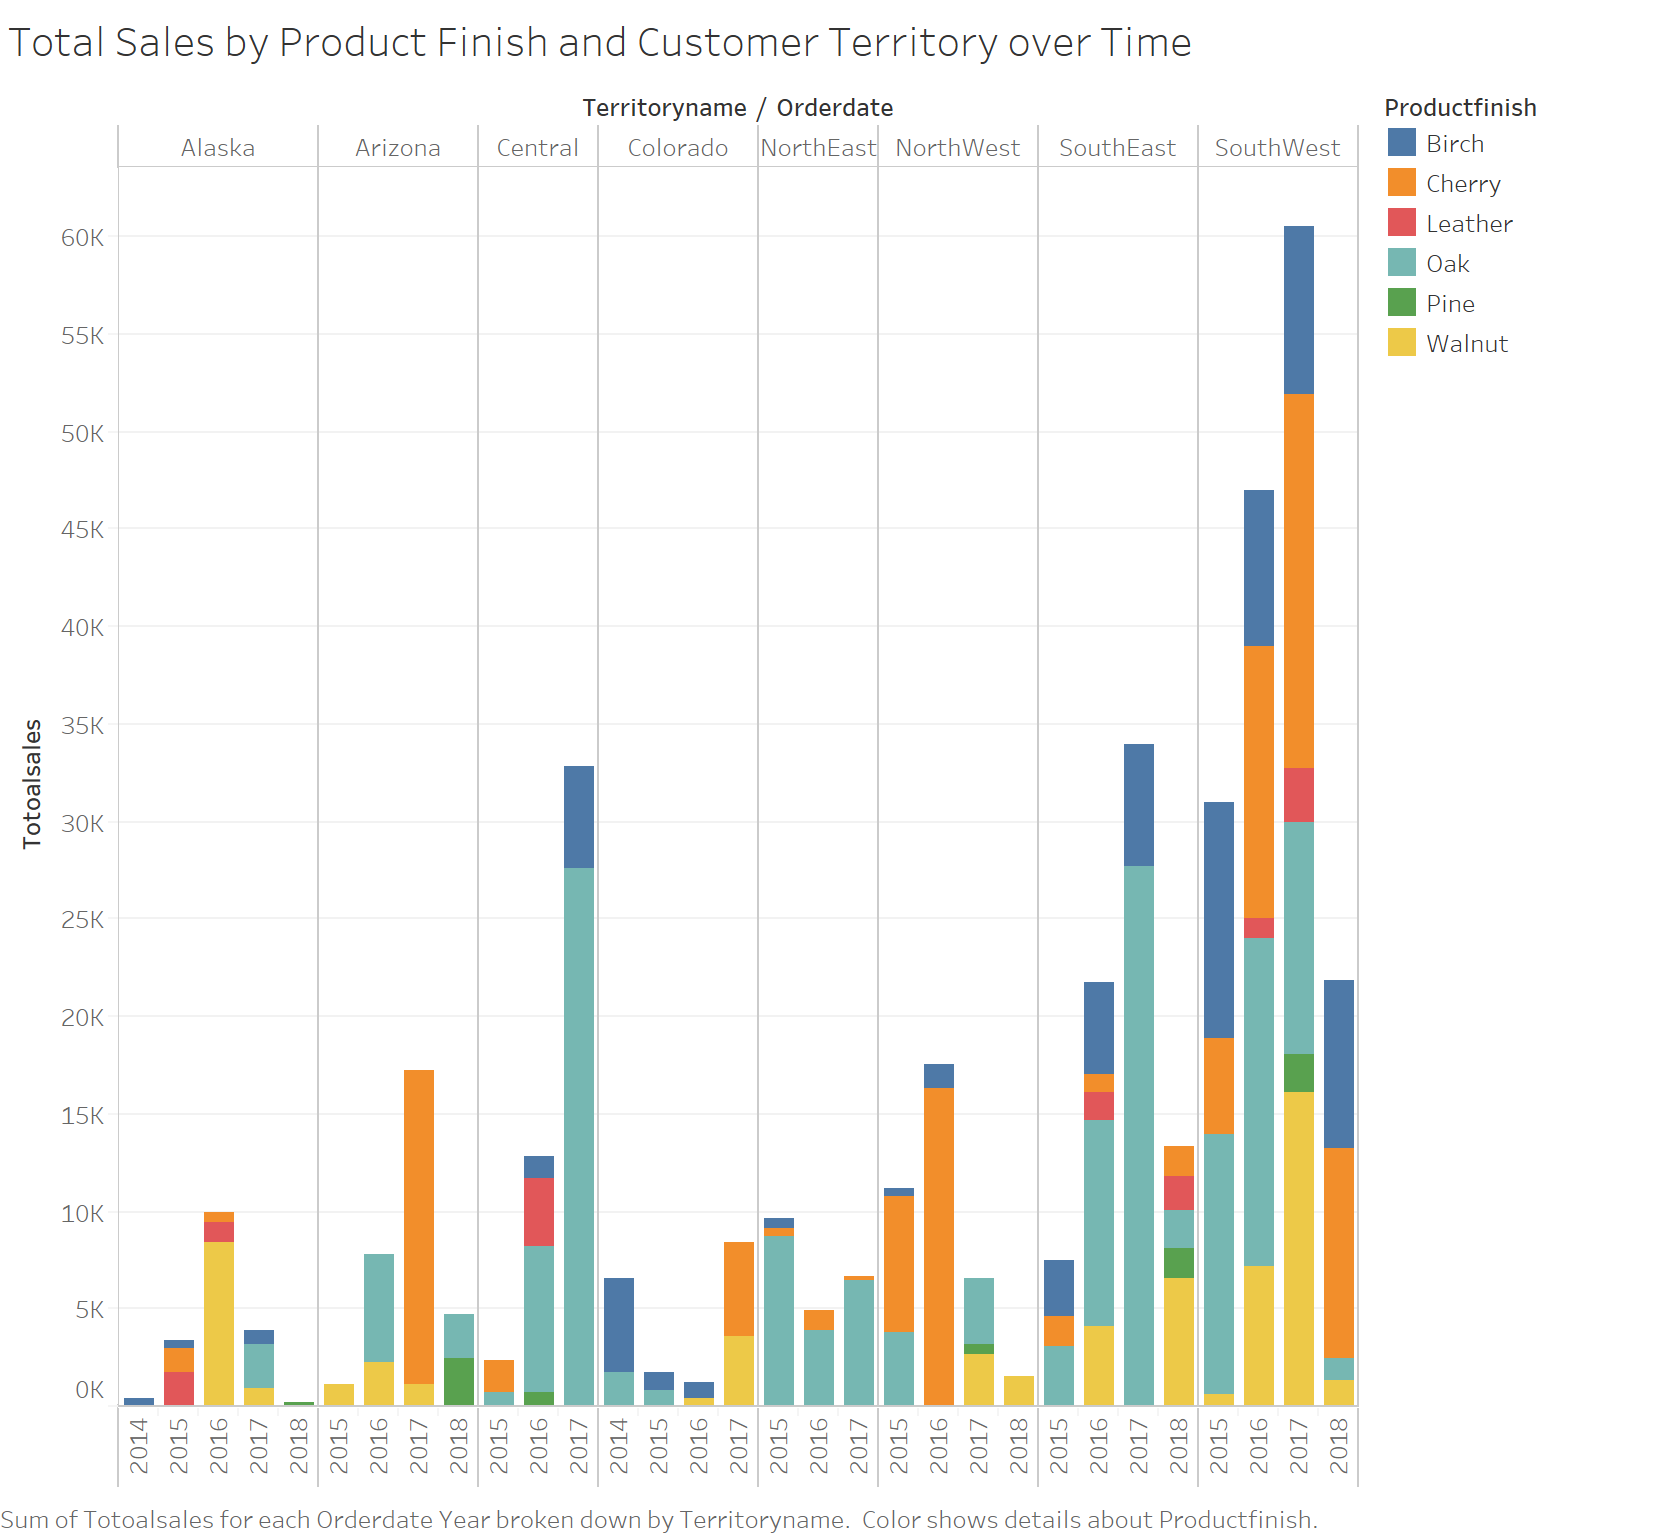 Total Sales by Product Finish and Customer Territory over Time
Territoryname / Orderdate
Productfinish
Alaska Arizona Central Colorado NorthEast NorthWest SouthEast SouthWest
Birch
Cherry
Leather
Oak
Pine
Walnut
60K
55K
50K
45K
40K
35K
30K
25K
20K
15K
10K
5K
0K
Totoalsales
2014 2015 2016 2017 2018 2015 2016 2017 2018 2015 2016 2017 2014 2015 2016 2017 2015 2016 2017 2015 2016 2017 2018 2015 2016 2017 2018 2015 2016 2017 2018
Sum of Totoalsales for each Orderdate Year broken down by Territoryname.  Color shows details about Productfinish.